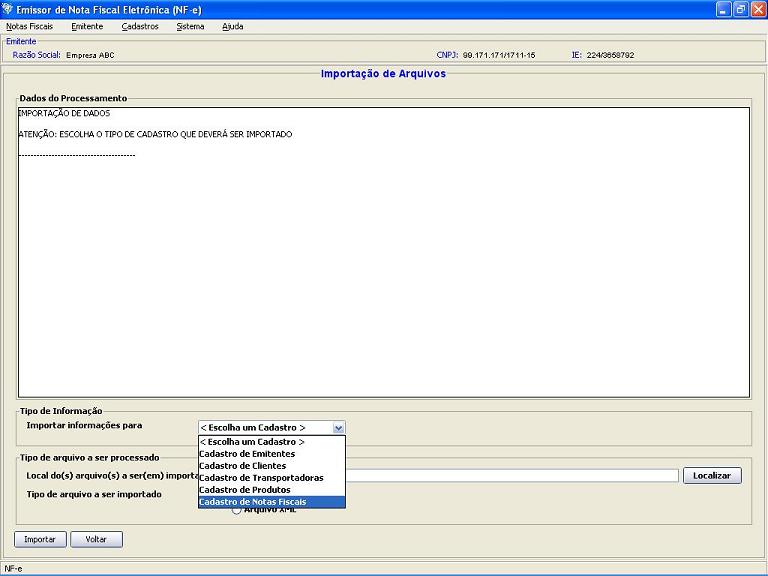 Emissor de Nota Fiscal Eletrônica (NF-e)
Notas Fiscais Emitente Cadastros Sistema Ajuda
Emitente
Razão Social: Empresa ABC CNPJ: 99.171.171/1711-15 IE: 224/3658792
Importação de Arquivos
Dados do Processamento
IMPORTAÇÃO DE DADOS
ATENÇÃO: ESCOLHA O TIPO DE CADASTRO QUE DEVERÁ SER IMPORTADO
---------------------------------------
Tipo de Informação
Importar informações para < Escolha um Cadastro >
< Escolha um Cadastro >
Cadastro de Emitentes
Cadastro de Clientes
Cadastro de Transportadoras
Cadastro de Produtos
Cadastro de Notas Fiscais
Tipo de arquivo a ser processado
Local do(s) arquivo(s) a ser(em) importa Localizar
Tipo de arquivo a ser importado
Arquivo XML
Importar Voltar
NF-e